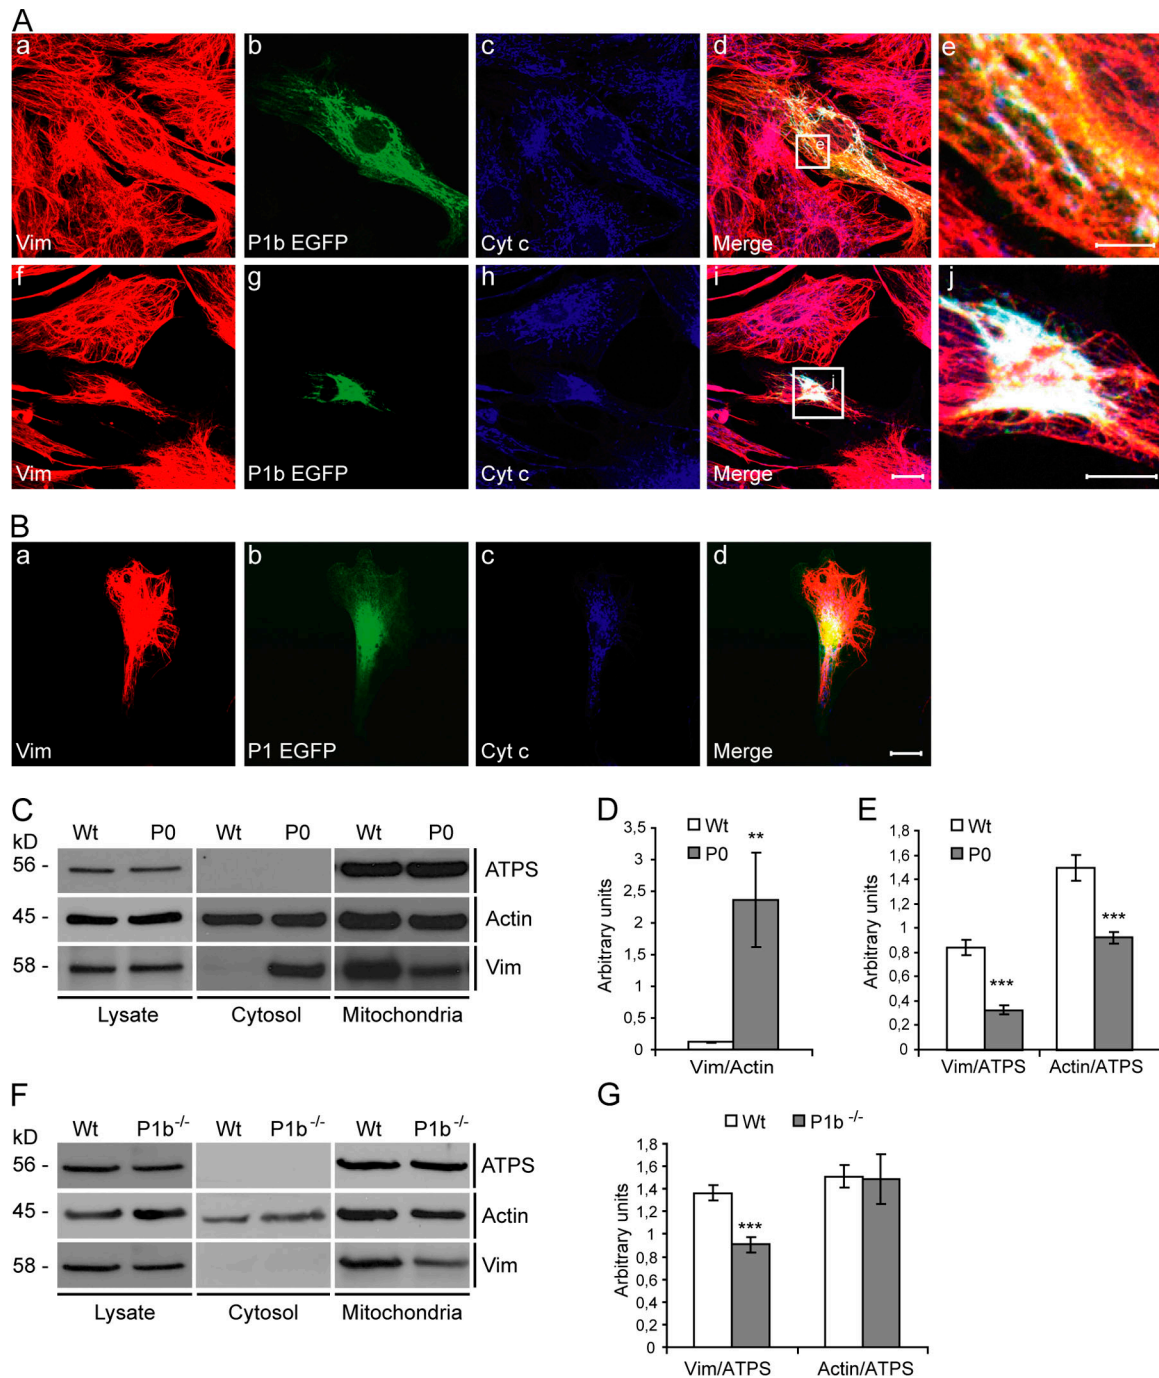 A
a
b
c
d
e
e
Vim
P1b EGFP
Cyt c
Merge
f
g
h
i
j
j
Vim
P1b EGFP
Cyt c
Merge
B
a
b
c
d
Vim
P1 EGFP
Cyt c
Merge
C
kD
Wt P0 Wt P0 Wt P0
56 - ATPS
45 - Actin
58 - Vim
Lysate Cytosol Mitochondria
D
Wt
P0
Arbitrary units
3,5
3
2,5
2
1,5
1
0,5
0
**
Vim/Actin
E
Wt
P0
Arbitrary units
1,8
1,6
1,4
1,2
1
0,8
0,6
0,4
0,2
0
***
***
Vim/ATPS Actin/ATPS
F
kD
Wt P1b-/- Wt P1b-/- Wt P1b-/-
56 - ATPS
45 - Actin
58 - Vim
Lysate Cytosol Mitochondria
G
Wt P1b -/-
Arbitrary units
1,8
1,6
1,4
1,2
1
0,8
0,6
0,4
0,2
0
***
Vim/ATPS Actin/ATPS